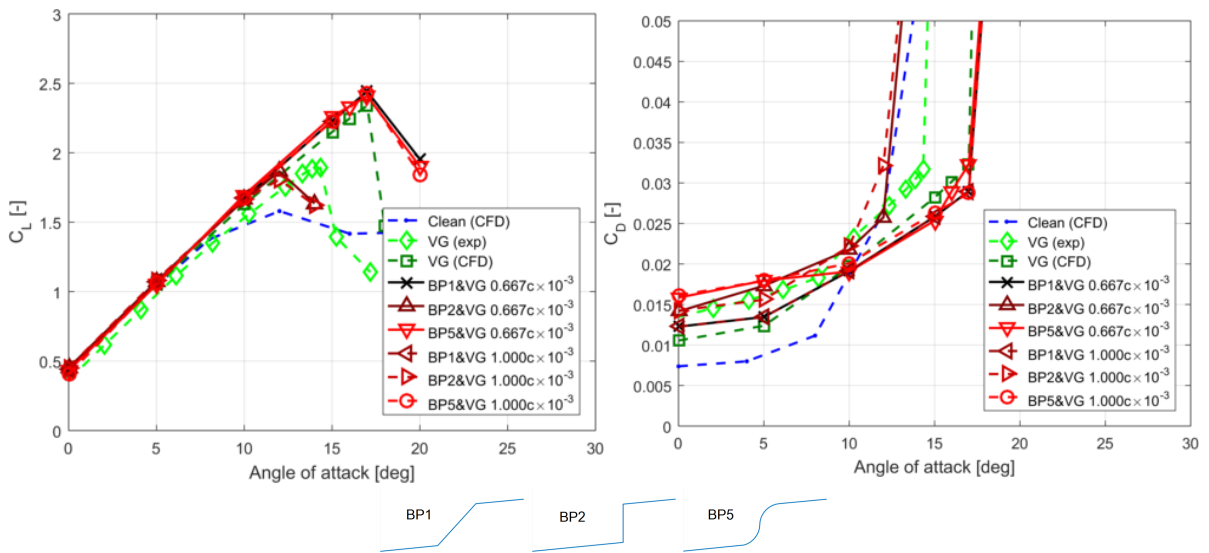 3
2.5
2
1.5
1
0.5
0
0
5
10
15
20
25
30
C_L [-]
Angle of attack [deg]
Clean (CFD)
VG (exp)
VG (CFD)
BP1&VG 0.667c×10^-3
BP2&VG 0.667c×10^-3
BP5&VG 0.667c×10^-3
BP1&VG 1.000c×10^-3
BP2&VG 1.000c×10^-3
BP5&VG 1.000c×10^-3
0.05
0.045
0.04
0.035
0.03
0.025
0.02
0.015
0.01
0.005
0
0
5
10
15
20
25
30
C_D [-]
Angle of attack [deg]
Clean (CFD)
VG (exp)
VG (CFD)
BP1&VG 0.667c×10^-3
BP2&VG 0.667c×10^-3
BP5&VG 0.667c×10^-3
BP1&VG 1.000c×10^-3
BP2&VG 1.000c×10^-3
BP5&VG 1.000c×10^-3
BP1
BP2
BP5